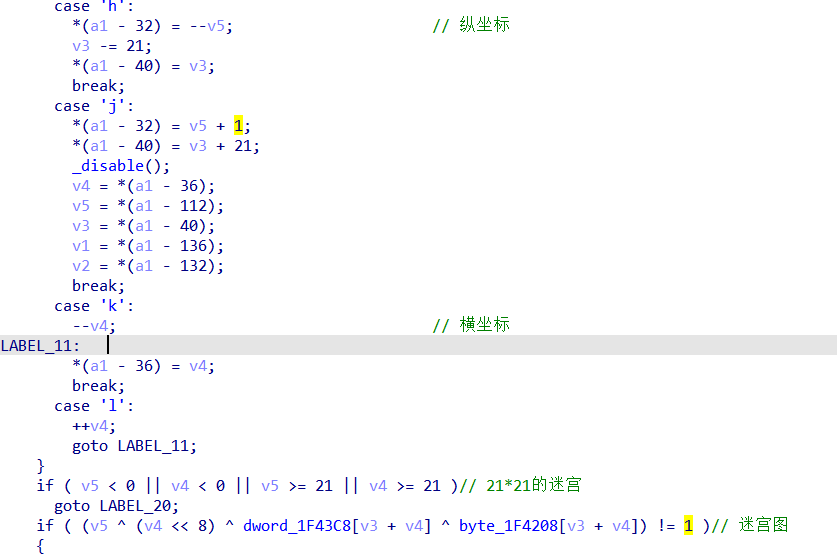 case 'h':
*(a1 - 32) = --v5; // 纵坐标
v3 -= 21;
*(a1 - 40) = v3;
break;
case 'j':
*(a1 - 32) = v5 + 1;
*(a1 - 40) = v3 + 21;
_disable();
v4 = *(a1 - 36);
v5 = *(a1 - 112);
v3 = *(a1 - 40);
v1 = *(a1 - 136);
v2 = *(a1 - 132);
break;
case 'k':
--v4; // 横坐标
LABEL_11:
*(a1 - 36) = v4;
break;
case 'l':
++v4;
goto LABEL_11;
}
if ( v5 < 0 || v4 < 0 || v5 >= 21 || v4 >= 21 )// 21*21的迷宫
goto LABEL_20;
if ( (v5 ^ (v4 << 8) ^ dword_1F43C8[v3 + v4] ^ byte_1F4208[v3 + v4]) != 1 )// 迷宫图
{